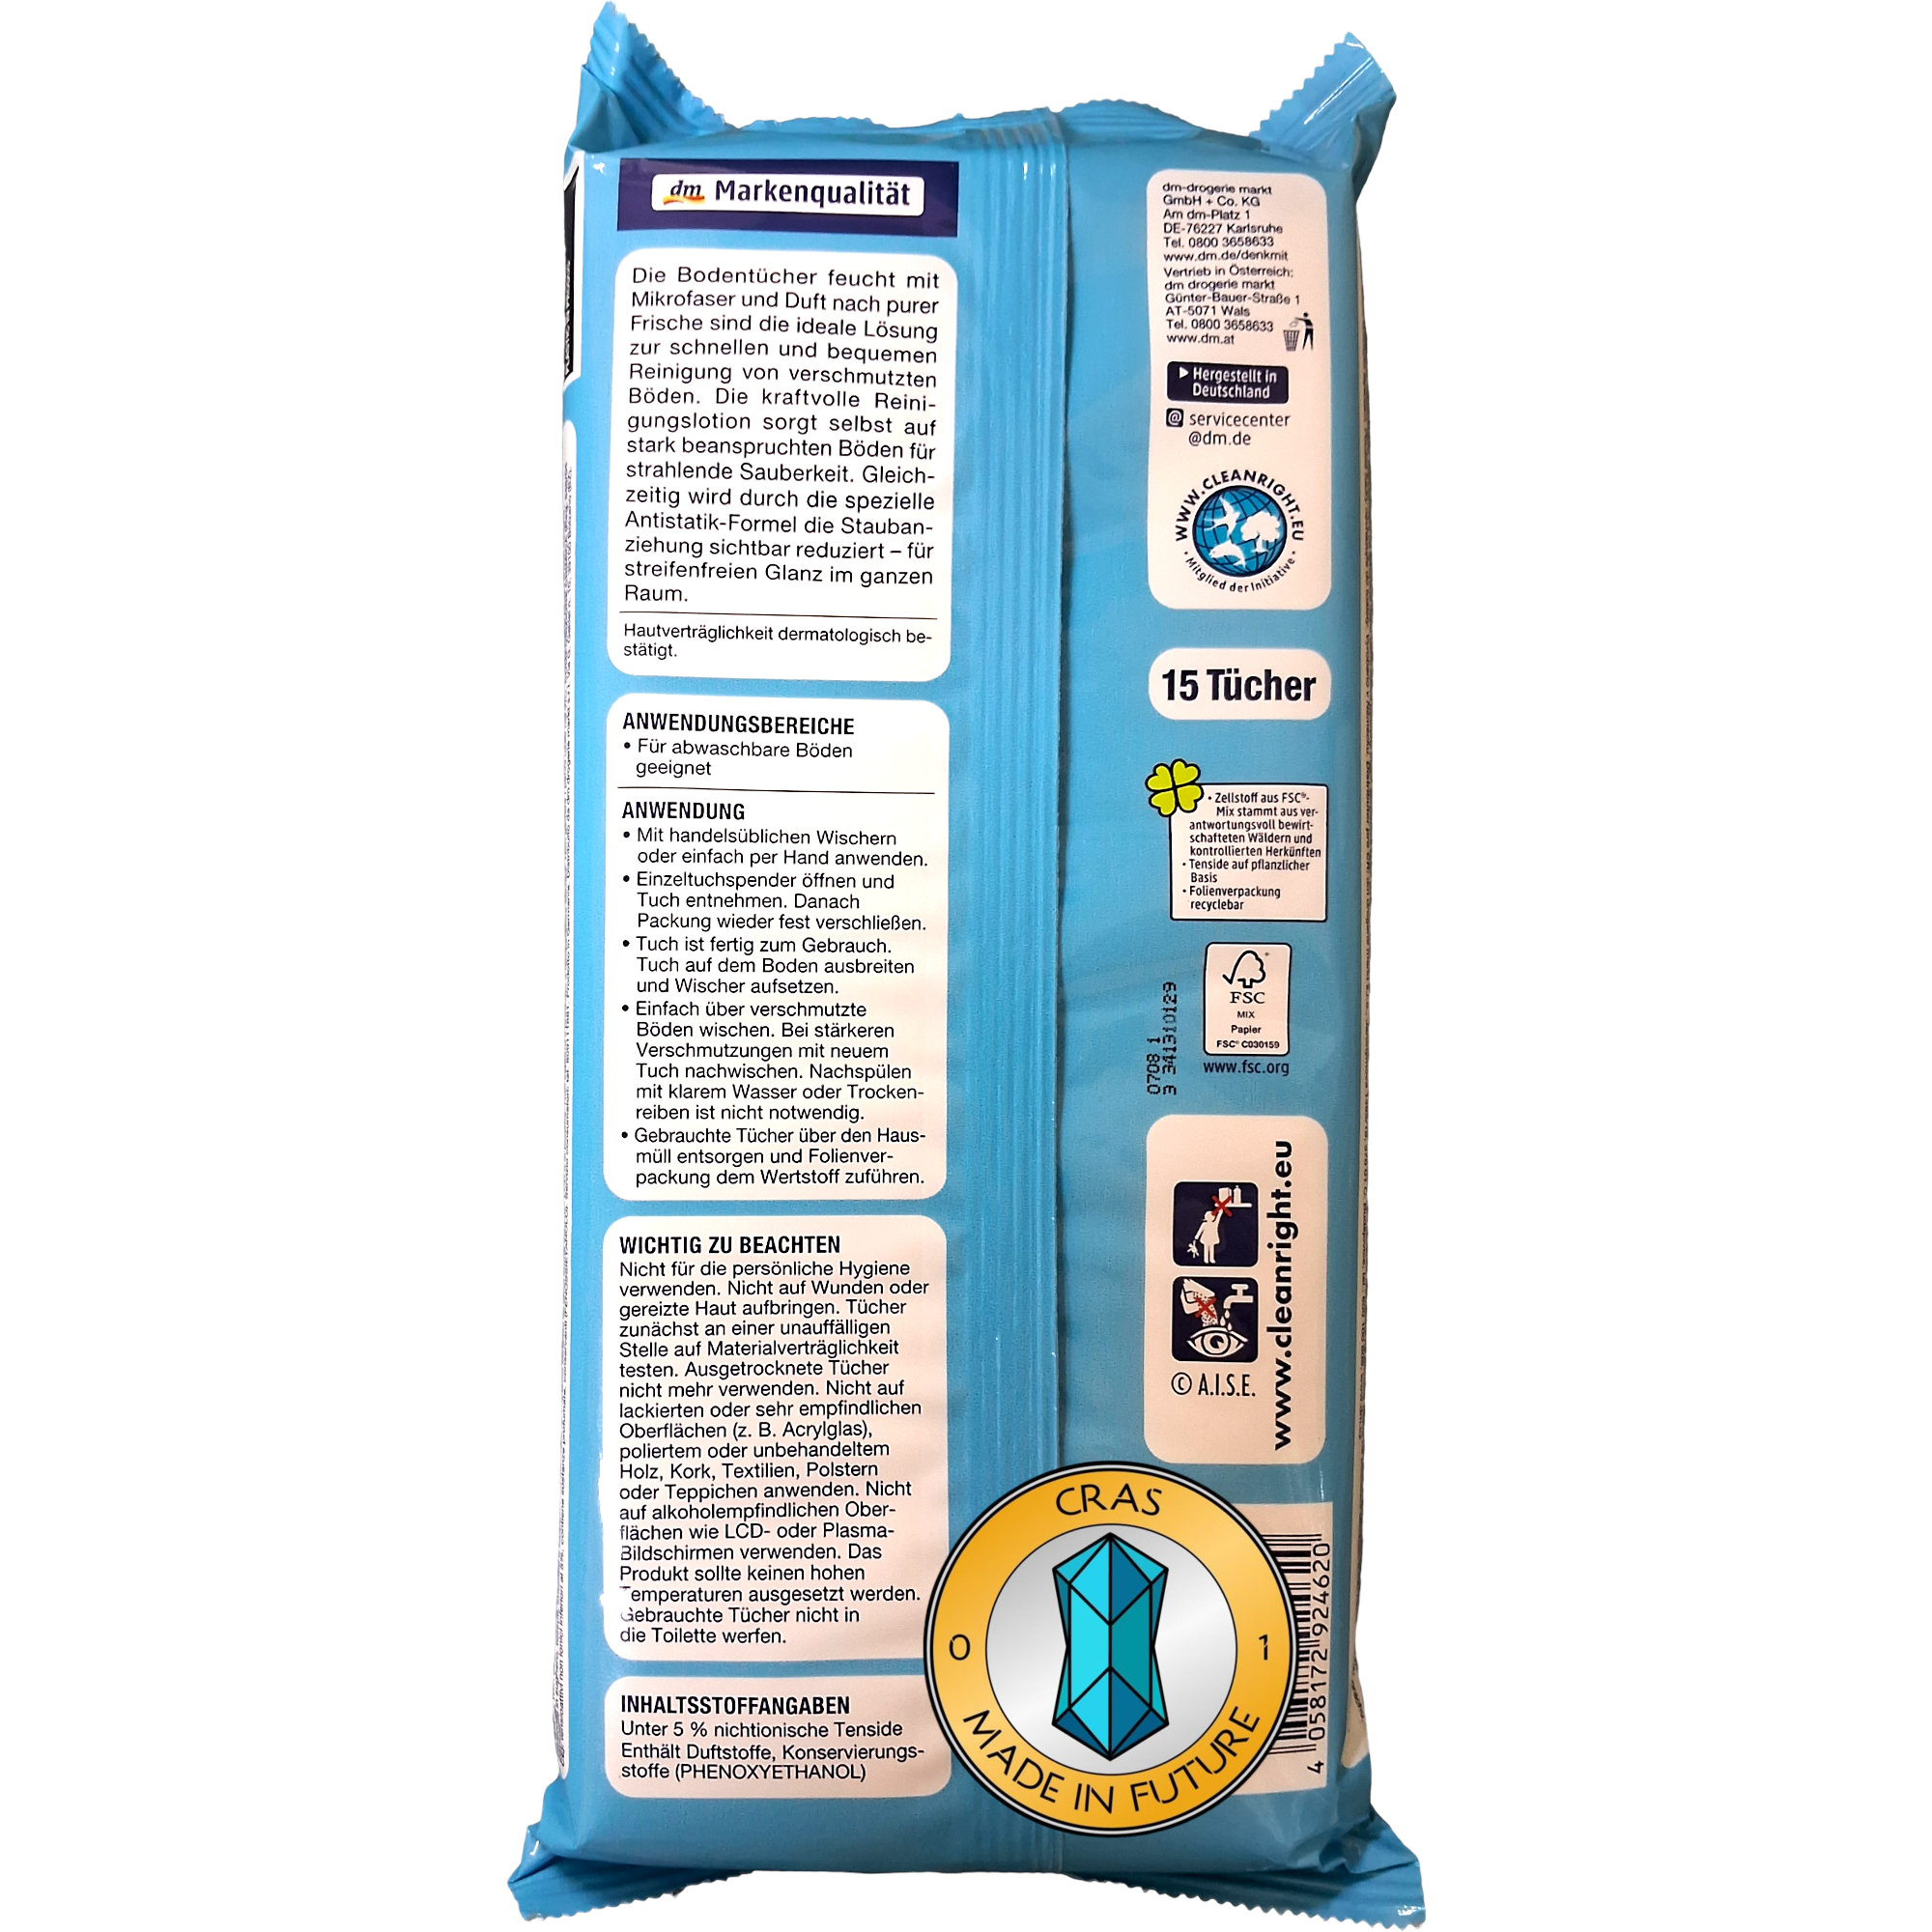 dm Markenqualität
Die Bodentücher feucht mit
Mikrofaser und Duft nach purer
Frische sind die ideale Lösung
zur schnellen und bequemen
Reinigung von verschmutzten
Böden. Die kraftvolle Reini-
gungslotion sorgt selbst auf
stark beanspruchten Böden für
strahlende Sauberkeit. Gleich-
zeitig wird durch die spezielle
Antistatik-Formel die Stauban-
ziehung sichtbar reduziert – für
streifenfreien Glanz im ganzen
Raum.
Hautverträglichkeit dermatologisch be-
stätigt.
ANWENDUNGSBEREICHE
• Für abwaschbare Böden
geeignet
ANWENDUNG
• Mit handelsüblichen Wischern
oder einfach per Hand anwenden.
• Einzeltuchspender öffnen und
Tuch entnehmen. Danach
Packung wieder fest verschließen.
• Tuch ist fertig zum Gebrauch.
Tuch auf dem Boden ausbreiten
und Wischer aufsetzen.
• Einfach über verschmutzte
Böden wischen. Bei stärkeren
Verschmutzungen mit neuem
Tuch nachwischen. Nachspülen
mit klarem Wasser oder Trocken-
reiben ist nicht notwendig.
• Gebrauchte Tücher über den Haus-
müll entsorgen und Folienver-
packung dem Wertstoff zuführen.
WICHTIG ZU BEACHTEN
Nicht für die persönliche Hygiene
verwenden. Nicht auf Wunden oder
gereizte Haut aufbringen. Tücher
zunächst an einer unauffälligen
Stelle auf Materialverträglichkeit
testen. Ausgetrocknete Tücher
nicht mehr verwenden. Nicht auf
lackierten oder sehr empfindlichen
Oberflächen (z. B. Acrylglas),
poliertem oder unbehandeltem
Holz, Kork, Textilien, Polstern
oder Teppichen anwenden. Nicht
auf alkoholempfindlichen Ober-
flächen wie LCD- oder Plasma-
Bildschirmen verwenden. Das
Produkt sollte keinen hohen
Temperaturen ausgesetzt werden.
Gebrauchte Tücher nicht in
die Toilette werfen.
INHALTSSTOFFANGABEN
Unter 5 % nichtionische Tenside
Enthält Duftstoffe, Konservierungs-
stoffe (PHENOXYETHANOL)
dm-drogerie markt
GmbH + Co. KG
Am dm-Platz 1
DE-76227 Karlsruhe
Tel. 0800 3658633
www.dm.de/denkmit
Vertrieb in Österreich:
dm drogerie markt
Günter-Bauer-Straße 1
AT-5071 Wals
Tel. 0800 3658633
www.dm.at
Hergestellt in
Deutschland
@ servicecenter
@dm.de
WWW.CLEANRIGHT.EU
• Mitglied der Initiative •
15 Tücher
• Zellstoff aus FSC®-
Mix stammt aus ver-
antwortungsvoll bewirt-
schafteten Wäldern und
kontrollierten Herkünften
• Tenside auf pflanzlicher
Basis
• Folienverpackung
recyclebar
FSC
MIX
Papier
FSC® C030159
www.fsc.org
0708 1
3 341310129
www.cleanright.eu
© A.I.S.E.
4 058172 924620
CRAS
0 1
MADE IN FUTURE